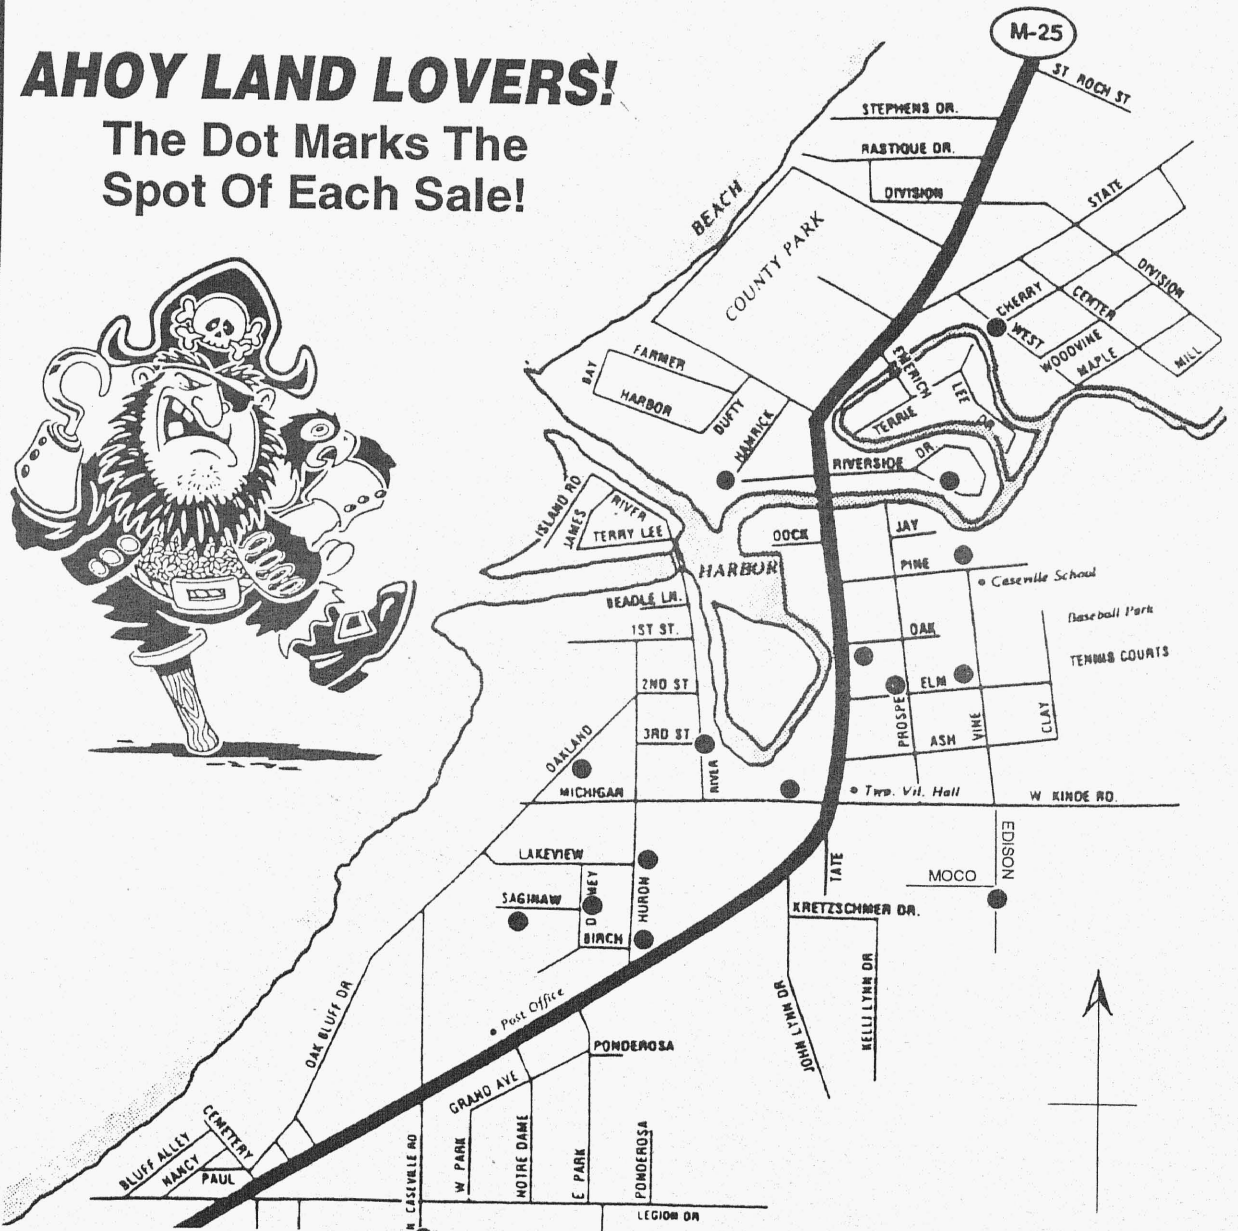 M-25
AHOY LAND LOVERS!
The Dot Marks The
Spot Of Each Sale!
ST ROCH ST
STEPHENS DR.
RASTIQUE DR.
DIVISION
STATE
BEACH
COUNTY PARK
DIVISION
CHERRY
CENTER
WEST
WOODVINE
MAPLE
MILL
FARMER
BAY
HARBOR
DUFTY
HAMRICK
EMERICH
LEE DR
TERRIE
RIVERSIDE DR.
ISLAND RD
JAMES
RIVER
TERRY LEE
DOCK
JAY
HARBOR
PINE
Caseville School
BEADLE LN.
Baseball Park
1ST ST.
OAK
TENNIS COURTS
2ND ST
ELM
PROSPE
VINE
CLAY
3RD ST
ASH
OAKLAND
RIVER
MICHIGAN
Twp. Vil. Hall
W KINDE RD.
EDISON
LAKEVIEW
TATE
MOCO
SAGINAW
D MEY
HURON
KRETZSCHMER DR.
BIRCH
OAK BLUFF DR
Post Office
JOHN LYNN DR
KELLI LYNN DR
PONDEROSA
GRAND AVE
CEMETERY
BLUFF ALLEY
NANCY
PAUL
N CASEVILLE RD
W PARK
NOTRE DAME
E PARK
PONDEROSA
LEGION DR